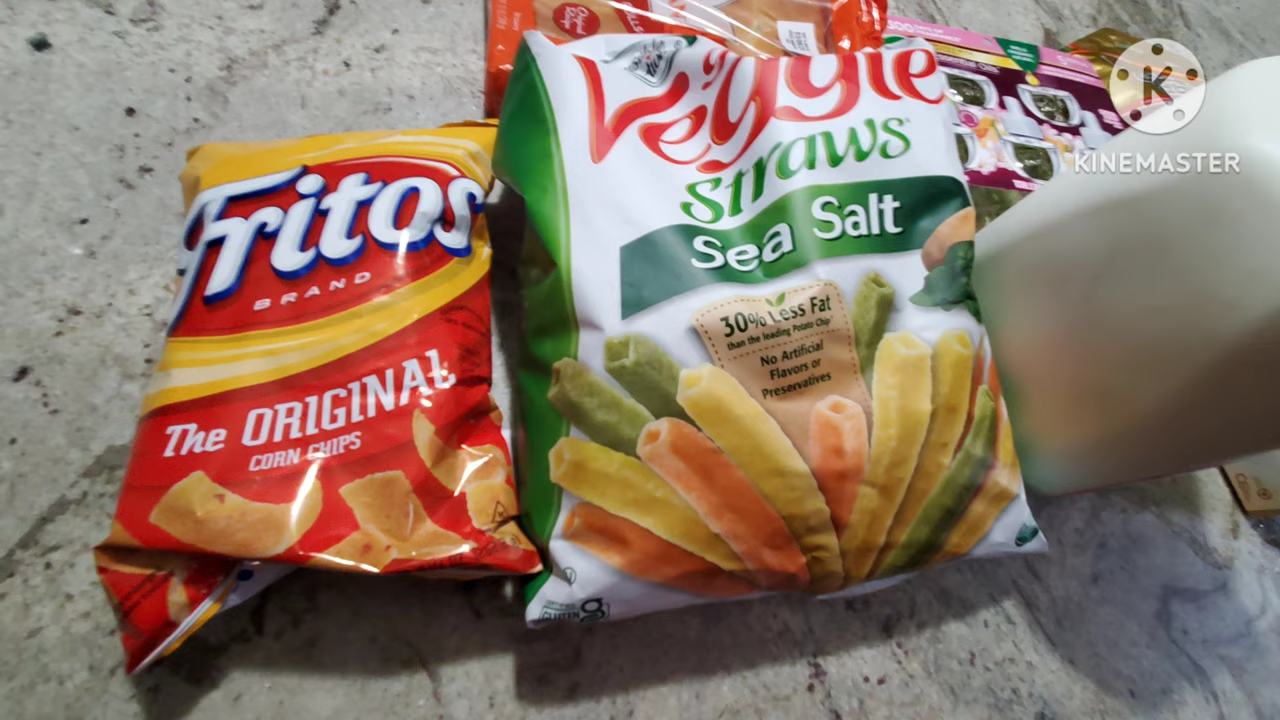 Fritos
BRAND
The ORIGINAL
CORN CHIPS
Veggie
Straws
Sea Salt
30% Less Fat
than the leading Potato Chip
No Artificial
Flavors or
Preservatives
GLUTEN
K
KINEMASTER